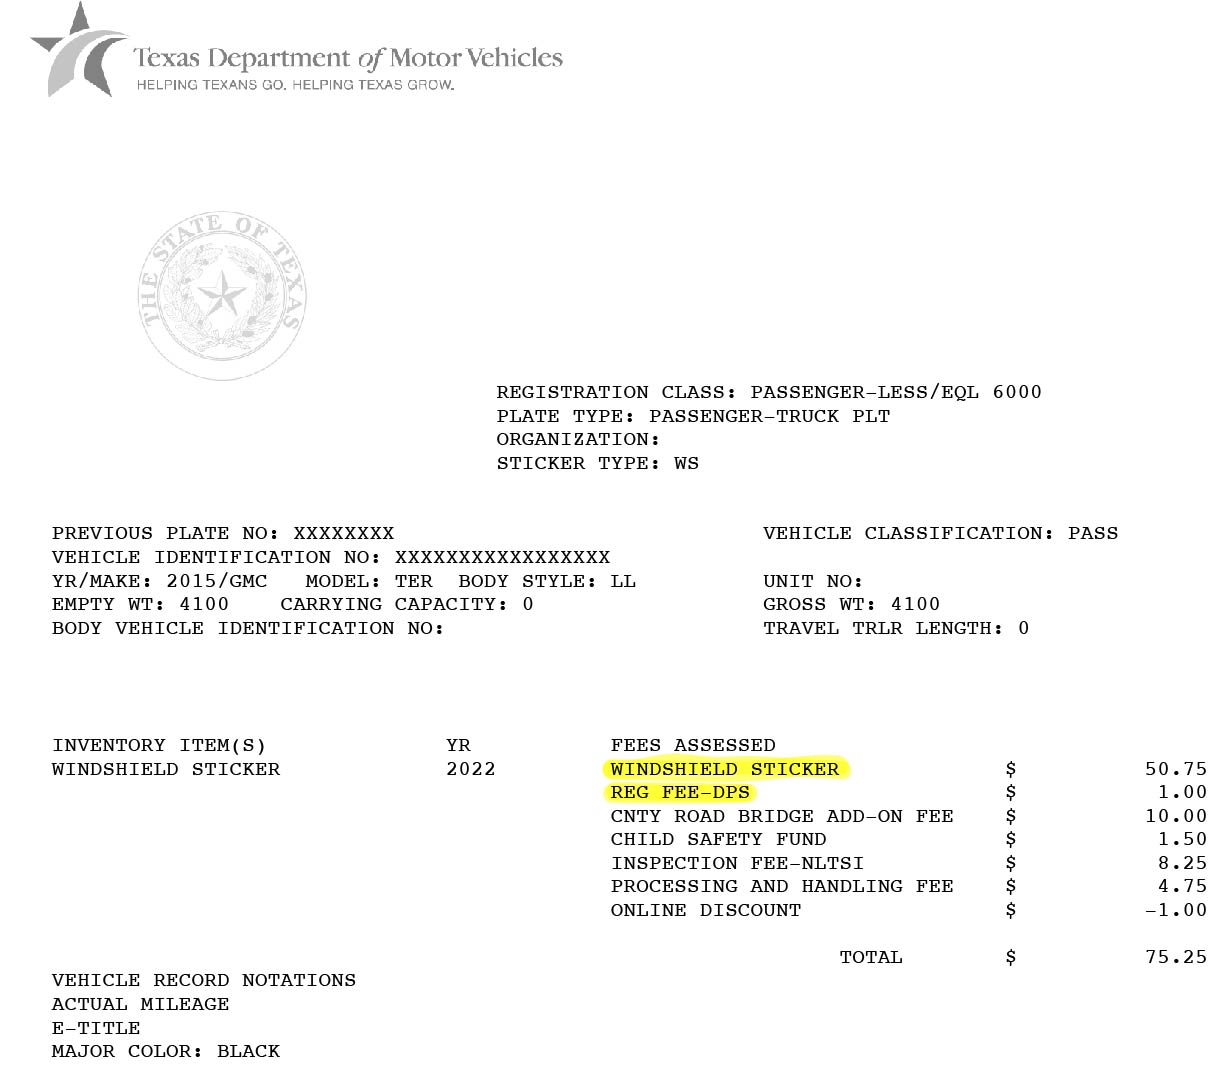 Texas Department of Motor Vehicles
HELPING TEXANS GO. HELPING TEXAS GROW.
THE STATE OF TEXAS
REGISTRATION CLASS: PASSENGER-LESS/EQL 6000
PLATE TYPE: PASSENGER-TRUCK PLT
ORGANIZATION:
STICKER TYPE: WS
PREVIOUS PLATE NO: XXXXXXXX VEHICLE CLASSIFICATION: PASS
VEHICLE IDENTIFICATION NO: XXXXXXXXXXXXXXXXX
YR/MAKE: 2015/GMC MODEL: TER BODY STYLE: LL UNIT NO:
EMPTY WT: 4100 CARRYING CAPACITY: 0 GROSS WT: 4100
BODY VEHICLE IDENTIFICATION NO: TRAVEL TRLR LENGTH: 0
INVENTORY ITEM(S) YR FEES ASSESSED
WINDSHIELD STICKER 2022 WINDSHIELD STICKER $ 50.75
REG FEE-DPS $ 1.00
CNTY ROAD BRIDGE ADD-ON FEE $ 10.00
CHILD SAFETY FUND $ 1.50
INSPECTION FEE-NLTSI $ 8.25
PROCESSING AND HANDLING FEE $ 4.75
ONLINE DISCOUNT $ -1.00
TOTAL $ 75.25
VEHICLE RECORD NOTATIONS
ACTUAL MILEAGE
E-TITLE
MAJOR COLOR: BLACK